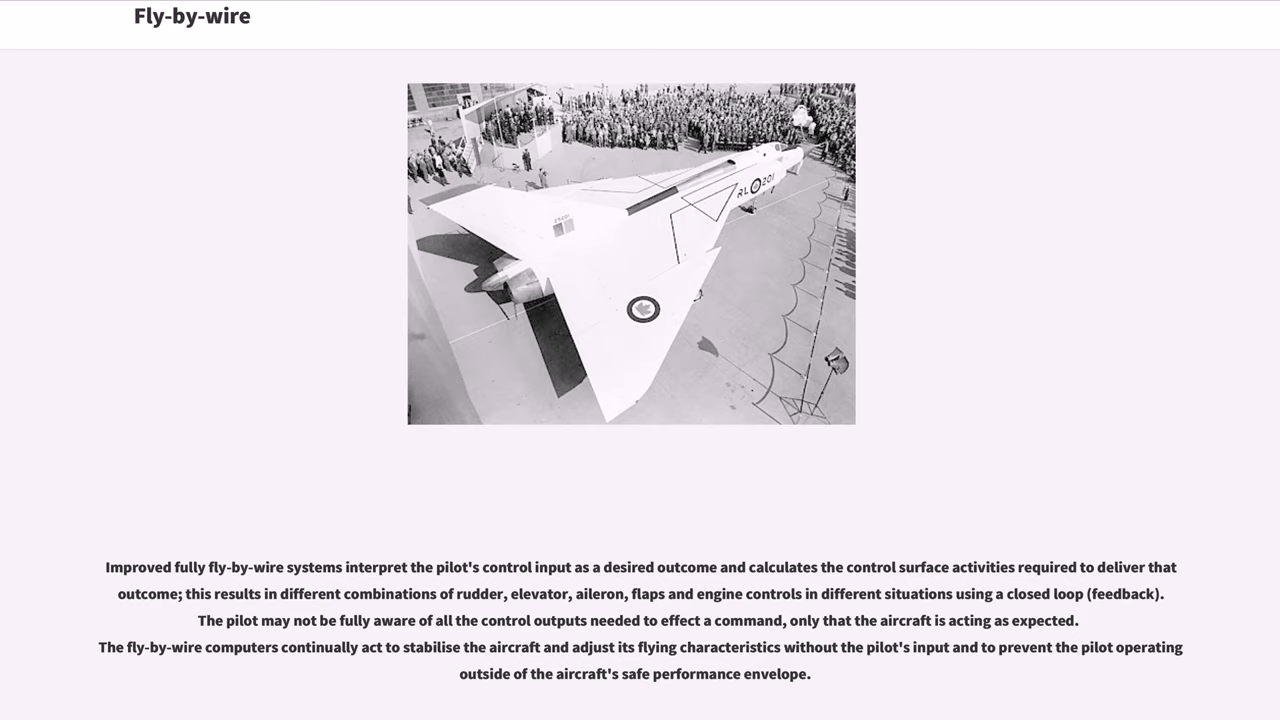 Fly-by-wire
RL 201
Improved fully fly-by-wire systems interpret the pilot's control input as a desired outcome and calculates the control surface activities required to deliver that
outcome; this results in different combinations of rudder, elevator, aileron, flaps and engine controls in different situations using a closed loop (feedback).
The pilot may not be fully aware of all the control outputs needed to effect a command, only that the aircraft is acting as expected.
The fly-by-wire computers continually act to stabilise the aircraft and adjust its flying characteristics without the pilot's input and to prevent the pilot operating
outside of the aircraft's safe performance envelope.